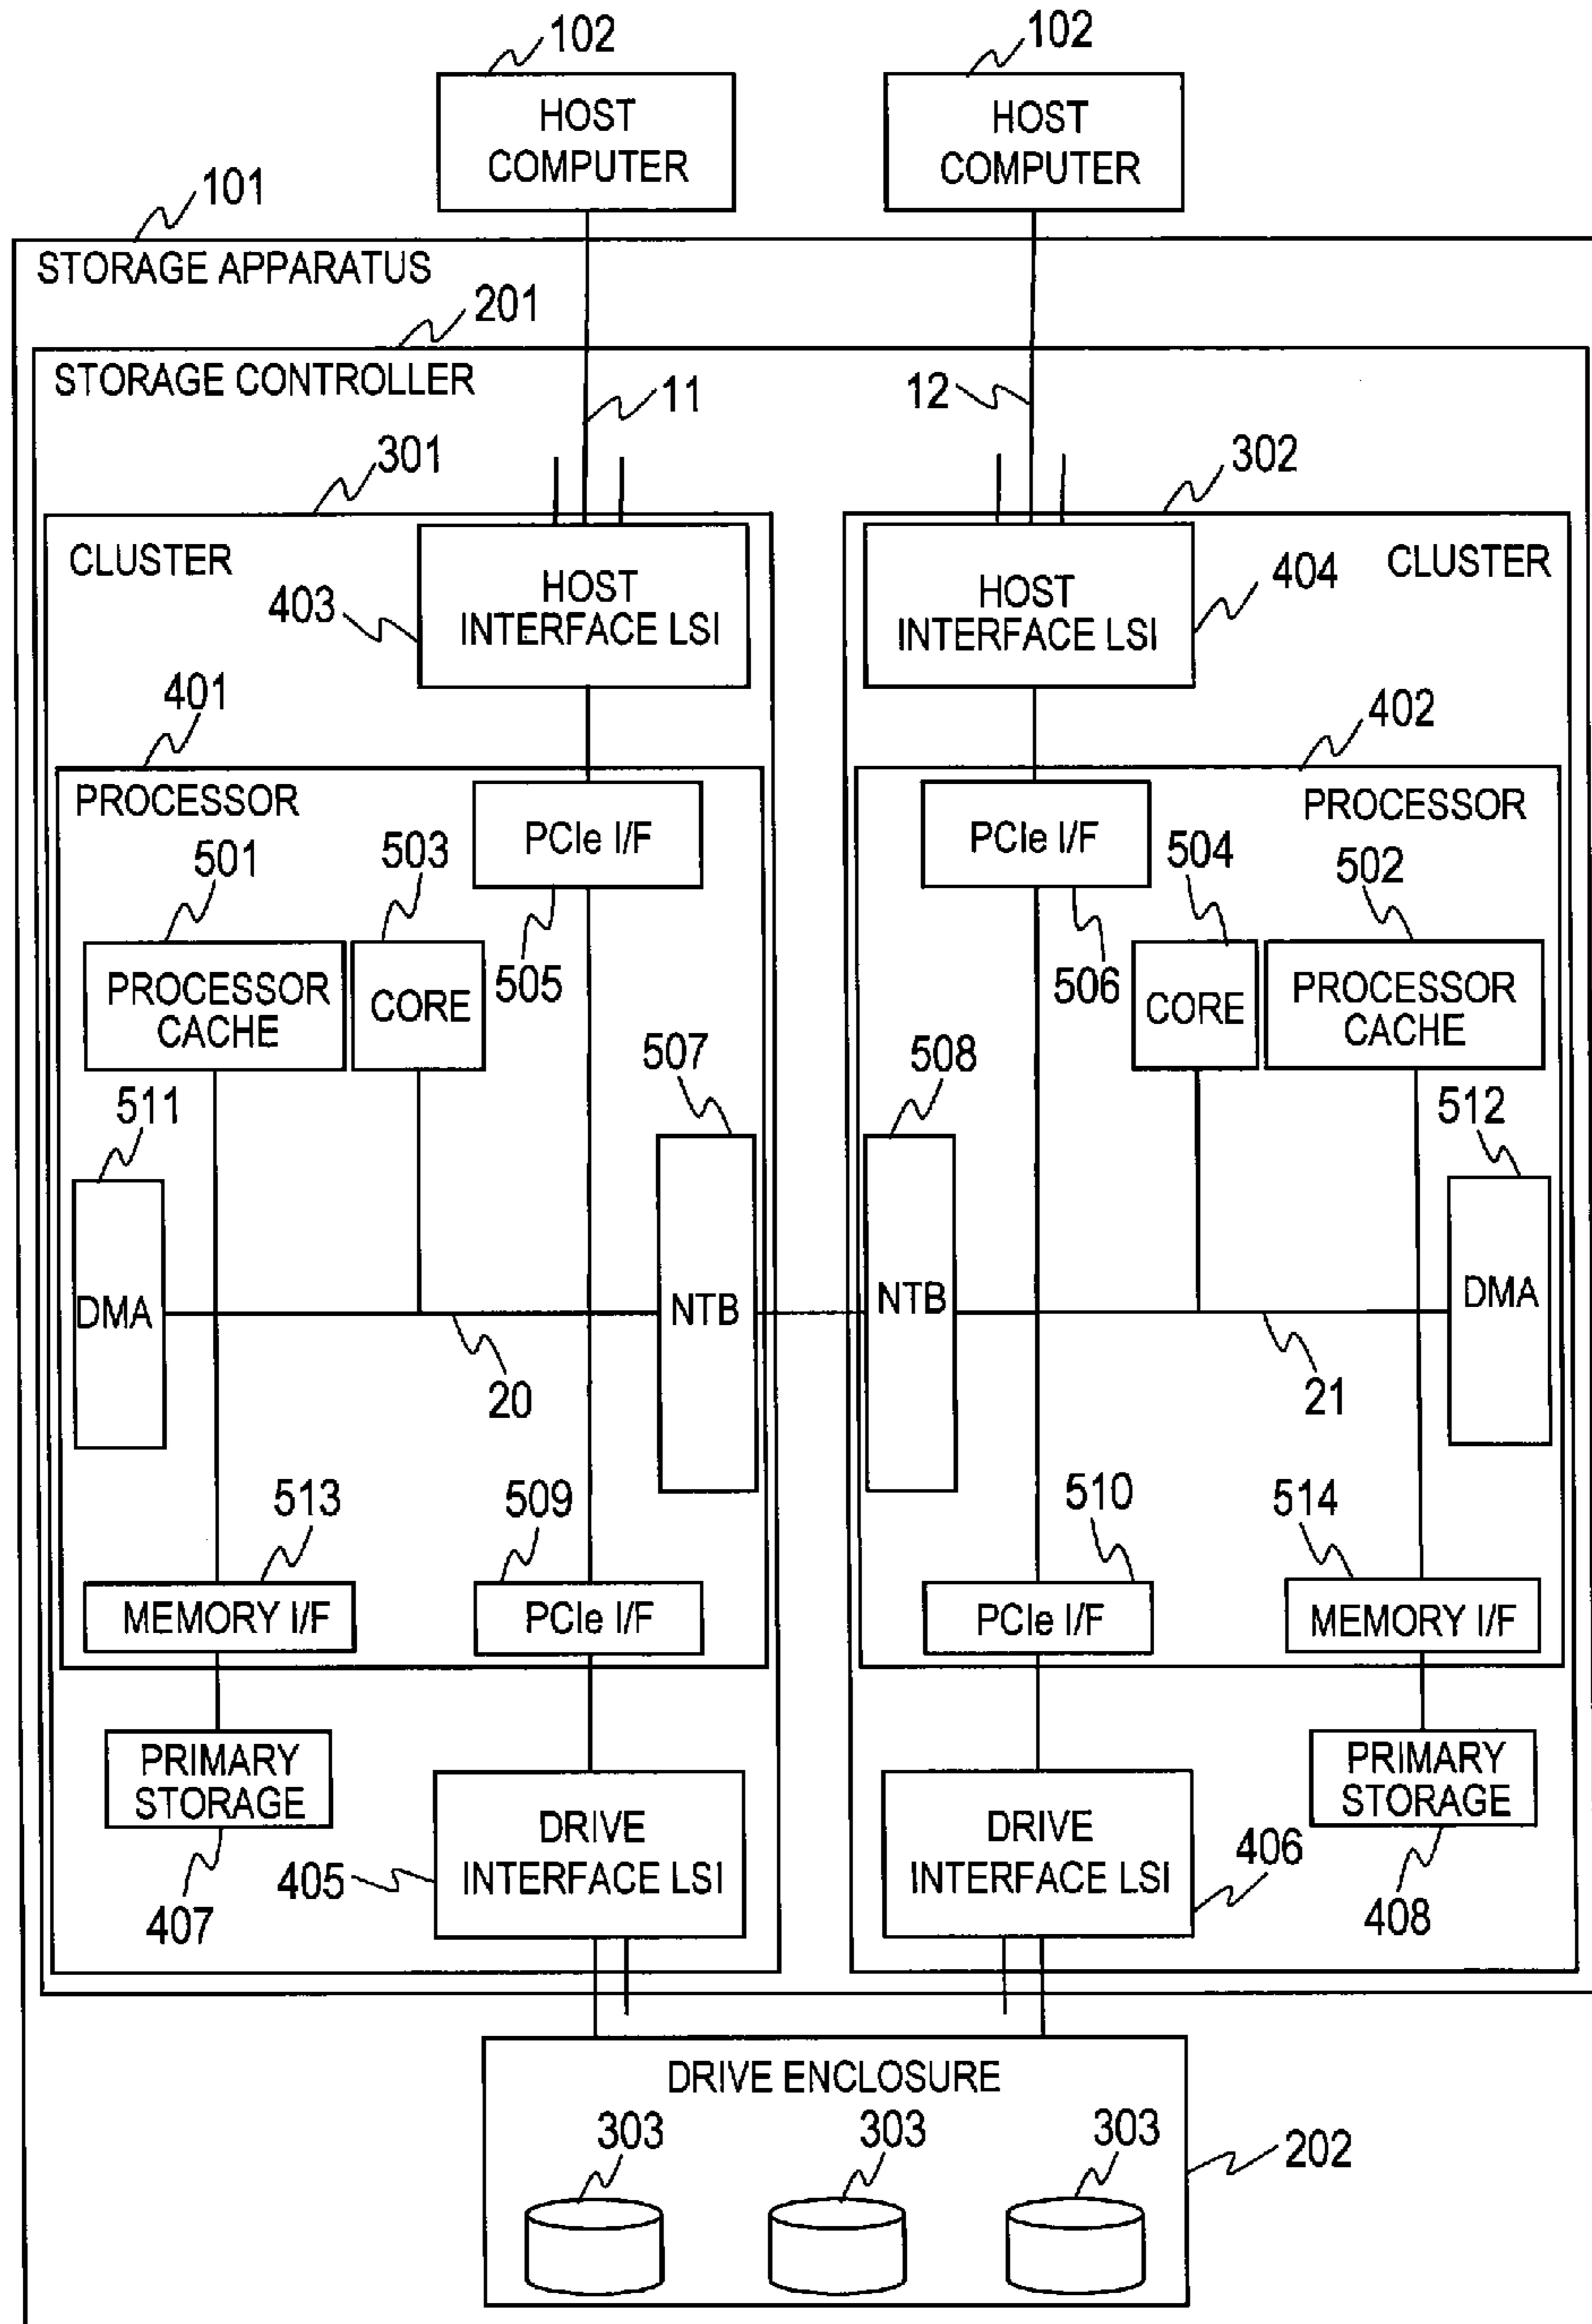 102
102
HOST
COMPUTER
HOST
COMPUTER
101
STORAGE APPARATUS
201
STORAGE CONTROLLER
11
12
301
302
CLUSTER
CLUSTER
403
HOST
INTERFACE LSI
HOST
INTERFACE LSI
404
401
402
PROCESSOR
PROCESSOR
PCIe I/F
PCIe I/F
501
503
505
506
504
502
PROCESSOR
CACHE
CORE
CORE
PROCESSOR
CACHE
507
508
511
512
DMA
NTB
NTB
DMA
20
21
513
509
510
514
MEMORY I/F
PCIe I/F
PCIe I/F
MEMORY I/F
PRIMARY
STORAGE
PRIMARY
STORAGE
407
405
DRIVE
INTERFACE LSI
DRIVE
INTERFACE LSI
406
408
DRIVE ENCLOSURE
303
303
303
202